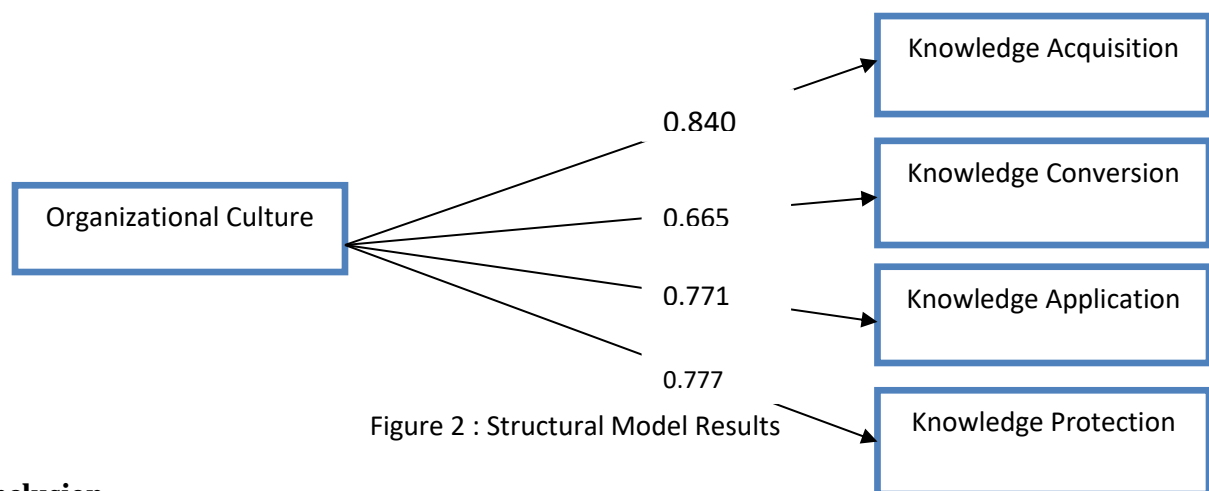 Knowledge Acquisition
0.840
Knowledge Conversion
Organizational Culture
0.665
0.771
Knowledge Application
0.777
Figure 2 : Structural Model Results
Knowledge Protection